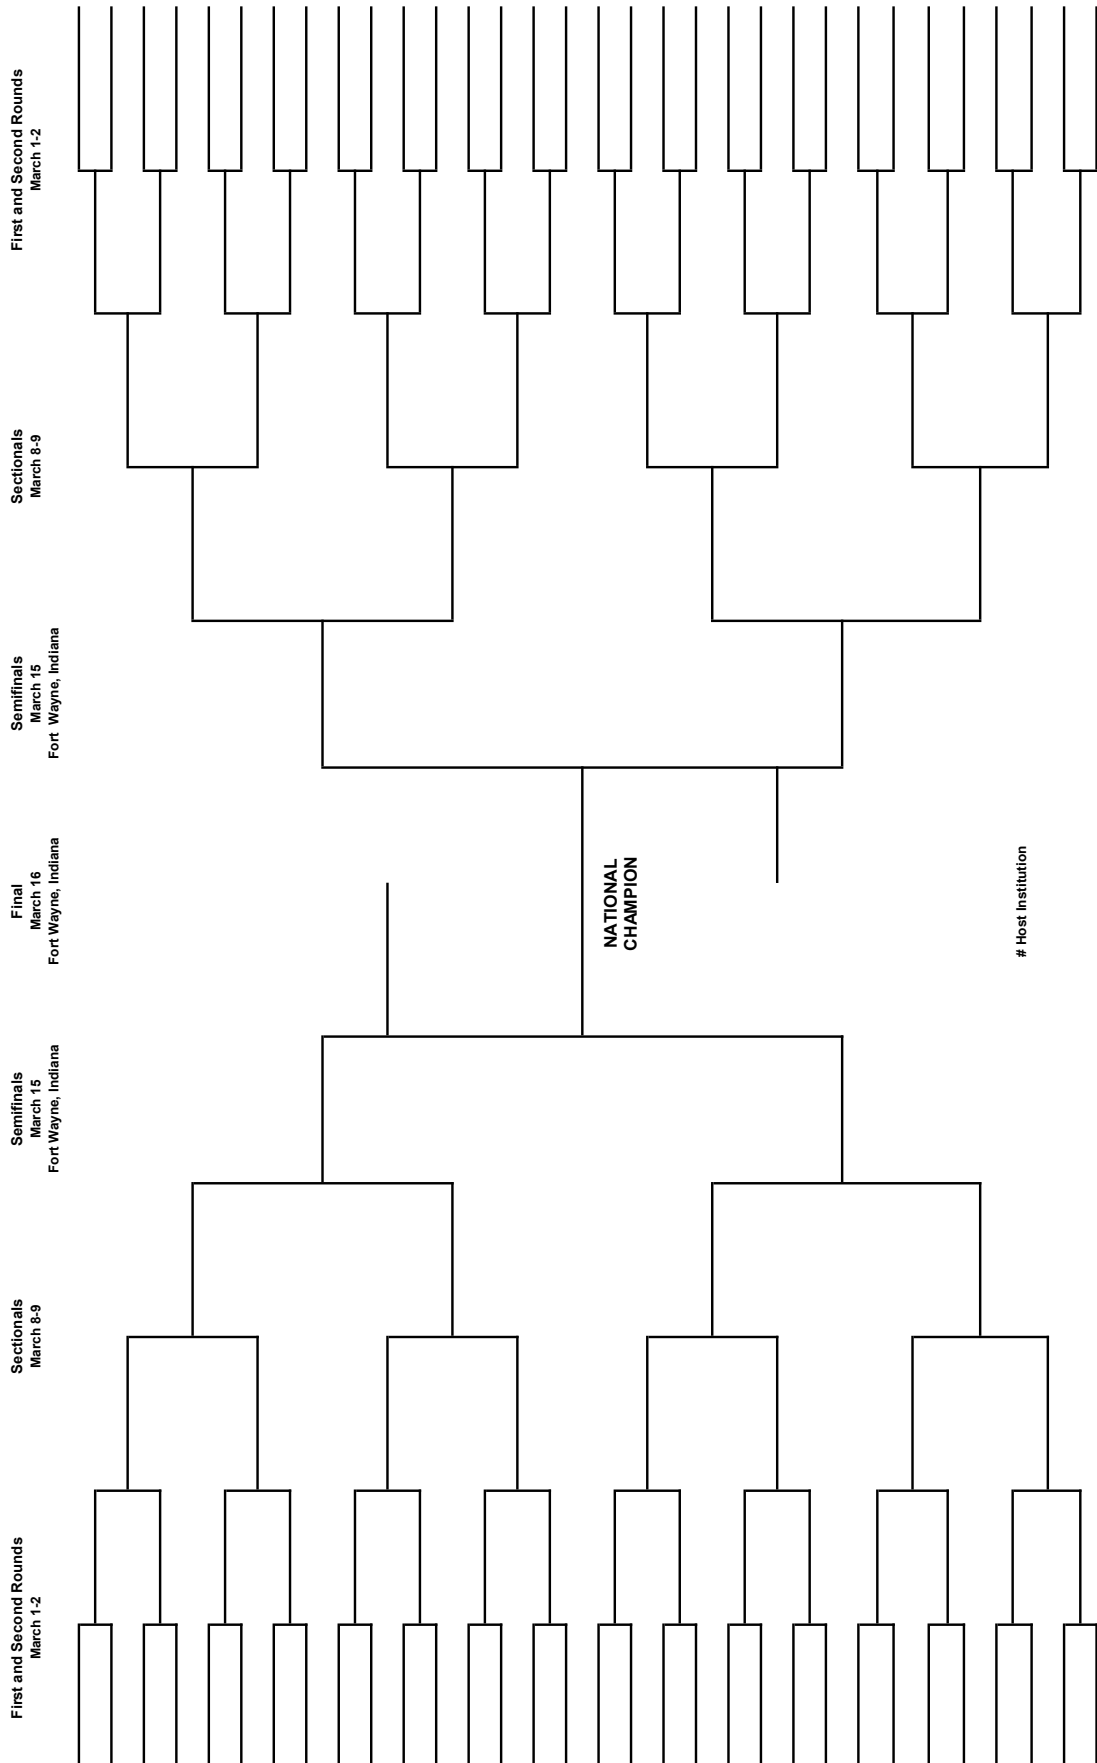 First and Second Rounds
March 1-2
Sectionals
March 8-9
Semifinals
March 15
Fort Wayne, Indiana
Final
March 16
Fort Wayne, Indiana
Semifinals
March 15
Fort  Wayne, Indiana
Sectionals
March 8-9
First and Second Rounds
March 1-2
NATIONAL
CHAMPION
# Host Institution